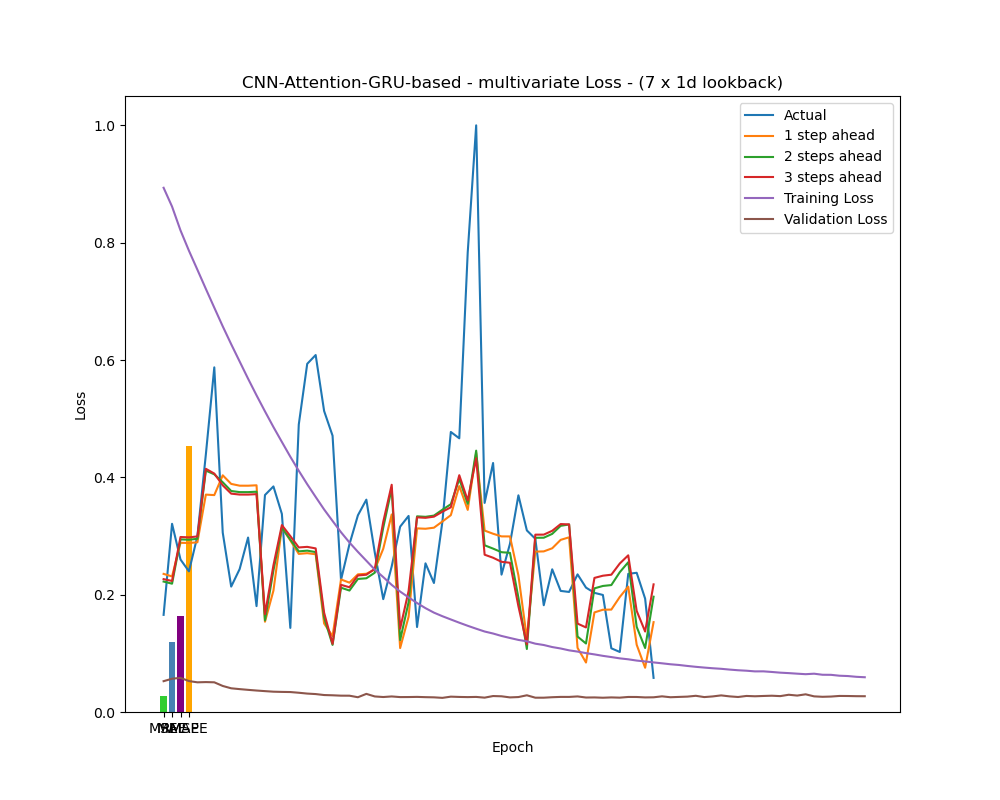 CNN-Attention-GRU-based - multivariate Loss - (7 x 1d lookback)
Actual
1 step ahead
2 steps ahead
3 steps ahead
Training Loss
Validation Loss
1.0
0.8
0.6
0.4
0.2
0.0
Loss
Epoch